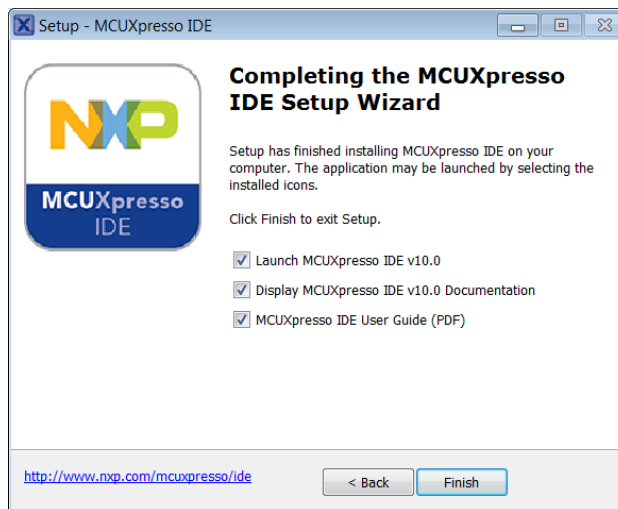 Setup - MCUXpresso IDE
NXP
MCUXpresso
IDE
Completing the MCUXpresso
IDE Setup Wizard
Setup has finished installing MCUXpresso IDE on your
computer. The application may be launched by selecting the
installed icons.
Click Finish to exit Setup.
Launch MCUXpresso IDE v10.0
Display MCUXpresso IDE v10.0 Documentation
MCUXpresso IDE User Guide (PDF)
http://www.nxp.com/mcuxpresso/ide
< Back
Finish